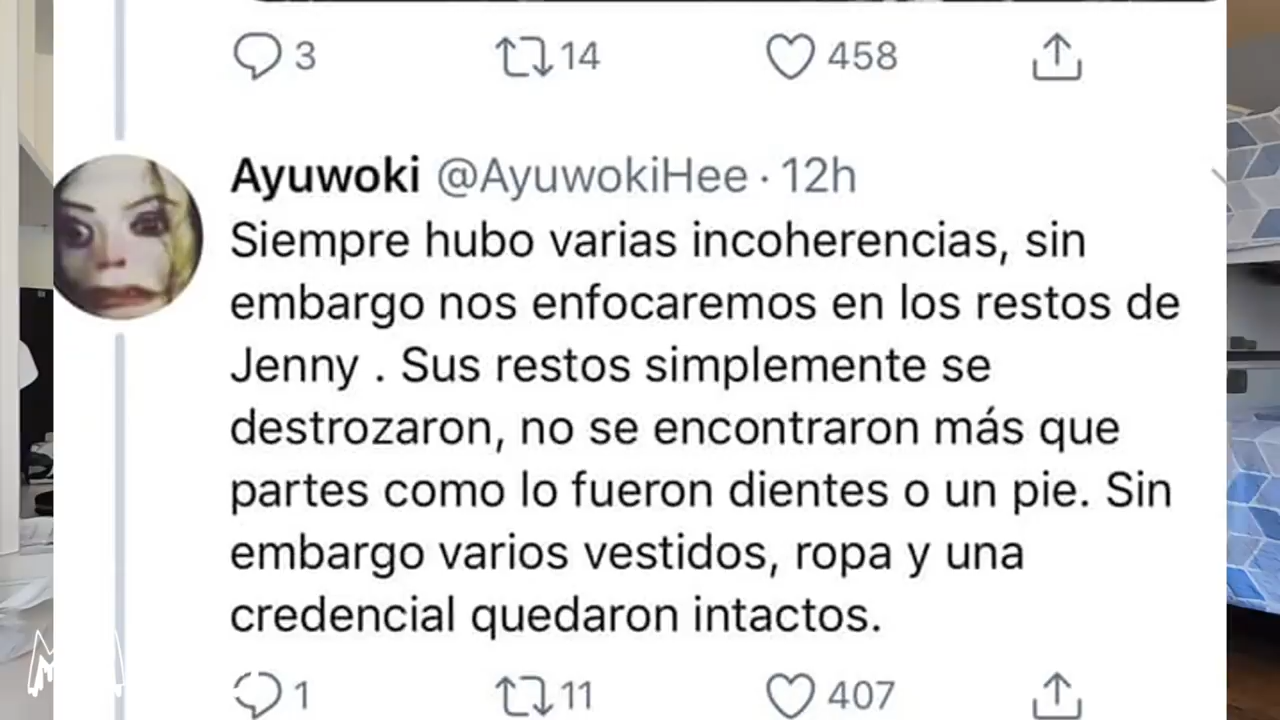 3 14 458
Ayuwoki @AyuwokiHee · 12h
Siempre hubo varias incoherencias, sin
embargo nos enfocaremos en los restos de
Jenny . Sus restos simplemente se
destrozaron, no se encontraron más que
partes como lo fueron dientes o un pie. Sin
embargo varios vestidos, ropa y una
credencial quedaron intactos.
1 11 407